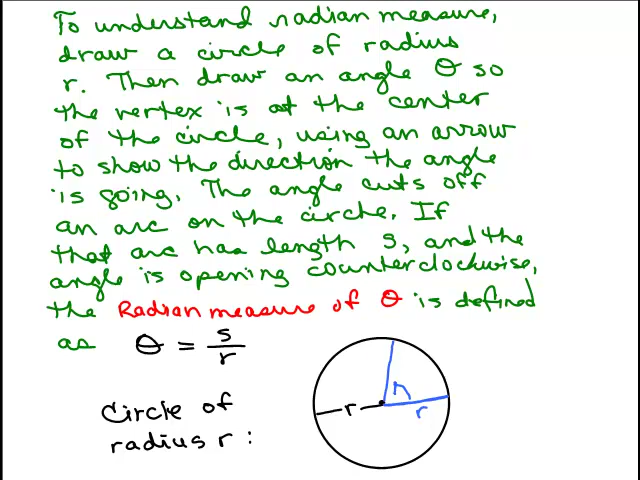 To understand radian measure,
draw a circle of radius
r. Then draw an angle θ so
the vertex is at the center
of the circle, using an arrow
to show the direction the angle
is going. The angle cuts off
an arc on the circle. If
that arc has length s, and the
angle is opening counterclockwise,
the Radian measure of θ is defined
as θ = s/r
Circle of
radius r:
r
r